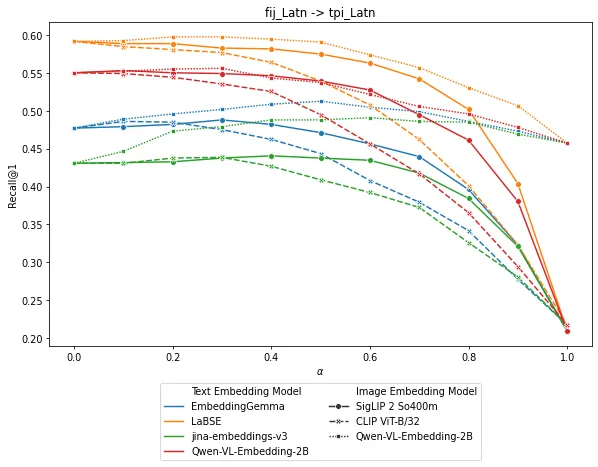 fij_Latn -> tpi_Latn
Recall@1
0.60
0.55
0.50
0.45
0.40
0.35
0.30
0.25
0.20
0.0 0.2 0.4 0.6 0.8 1.0
α
Text Embedding Model Image Embedding Model
EmbeddingGemma SigLIP 2 So400m
LaBSE CLIP ViT-B/32
jina-embeddings-v3 Qwen-VL-Embedding-2B
Qwen-VL-Embedding-2B